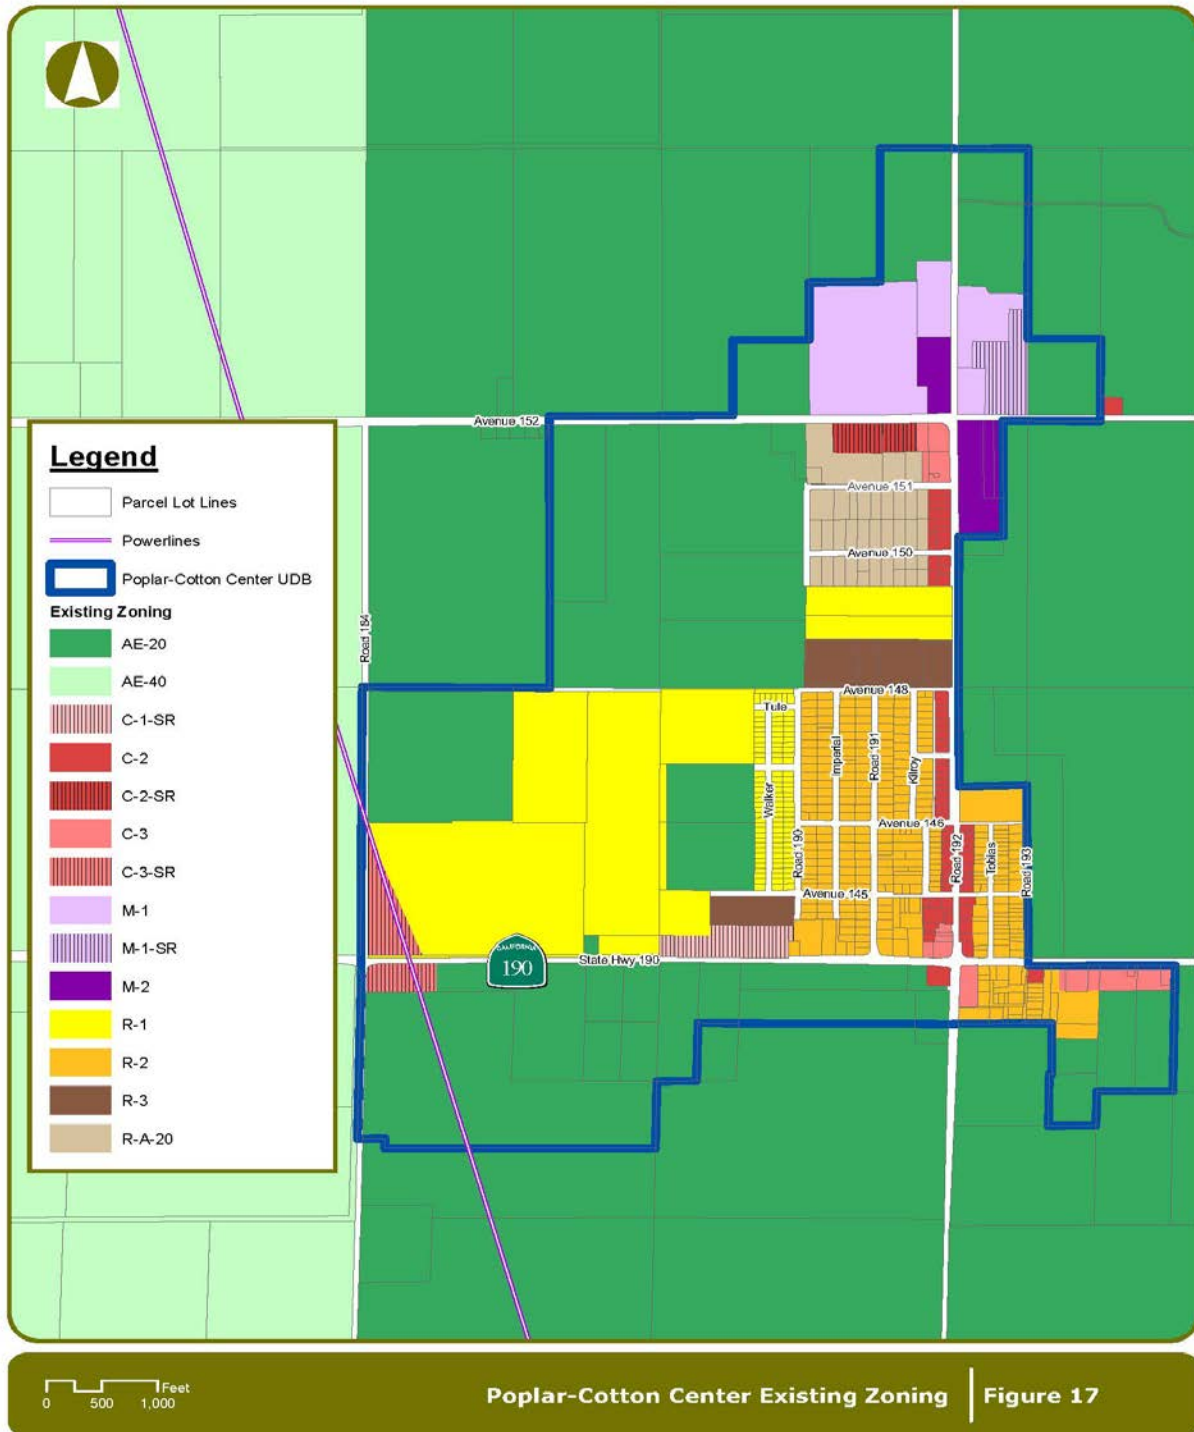 Avenue 152
Legend
Parcel Lot Lines
Powerlines
Poplar-Cotton Center UDB
Existing Zoning
AE-20
AE-40
C-1-SR
C-2
C-2-SR
C-3
C-3-SR
M-1
M-1-SR
M-2
R-1
R-2
R-3
R-A-20
Road 184
Avenue 151
Avenue 150
Avenue 148
Tule
Imperial
Road 191
Kilroy
Walker
Road 190
Avenue 146
Road 192
Tobias
Road 193
Avenue 145
CALIFORNIA
190
State Hwy 190
Feet
0 500 1,000
Poplar-Cotton Center Existing Zoning
Figure 17